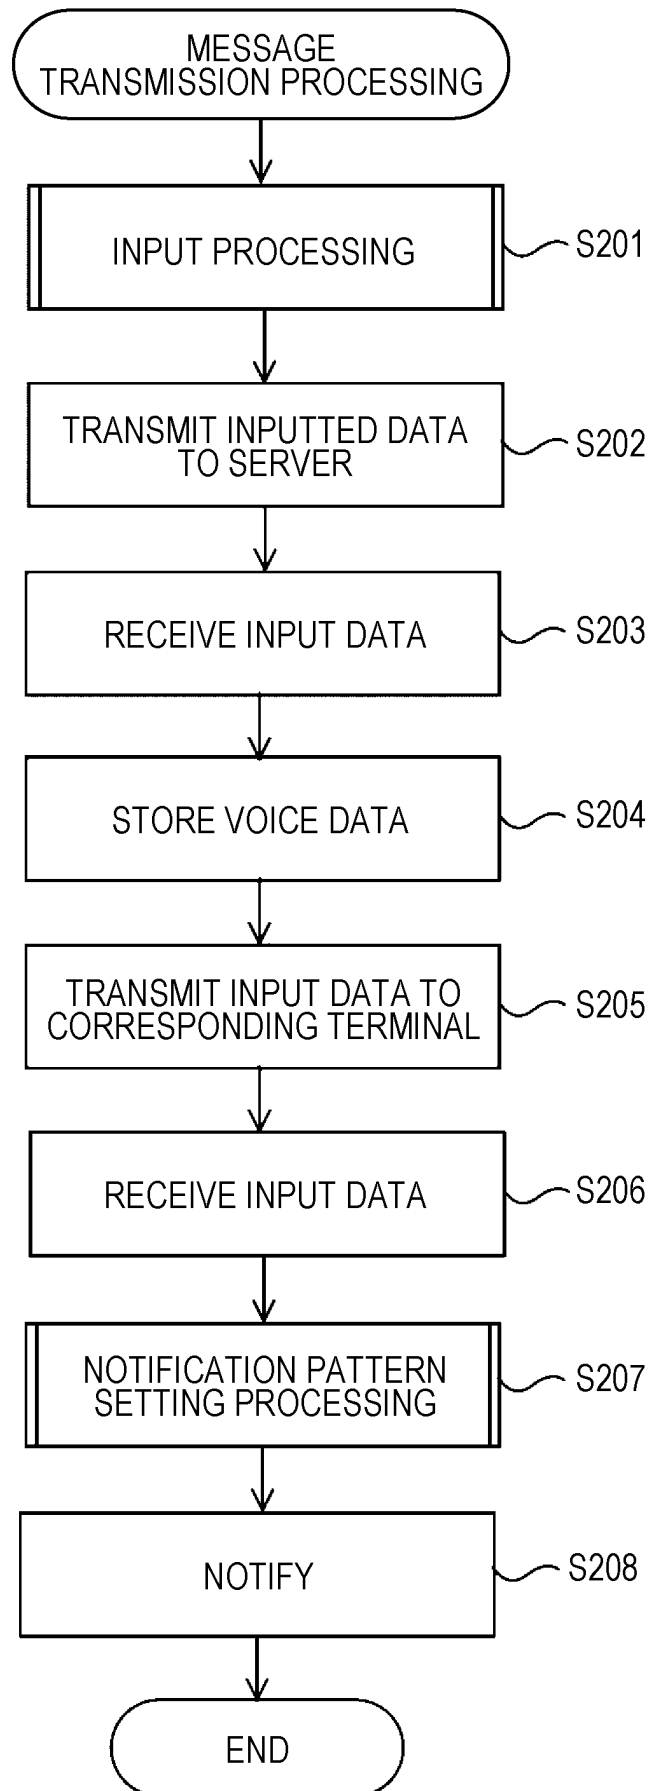 MESSAGE
TRANSMISSION PROCESSING
INPUT PROCESSING
S201
TRANSMIT INPUTTED DATA
TO SERVER
S202
RECEIVE INPUT DATA
S203
STORE VOICE DATA
S204
TRANSMIT INPUT DATA TO
CORRESPONDING TERMINAL
S205
RECEIVE INPUT DATA
S206
NOTIFICATION PATTERN
SETTING PROCESSING
S207
NOTIFY
S208
END